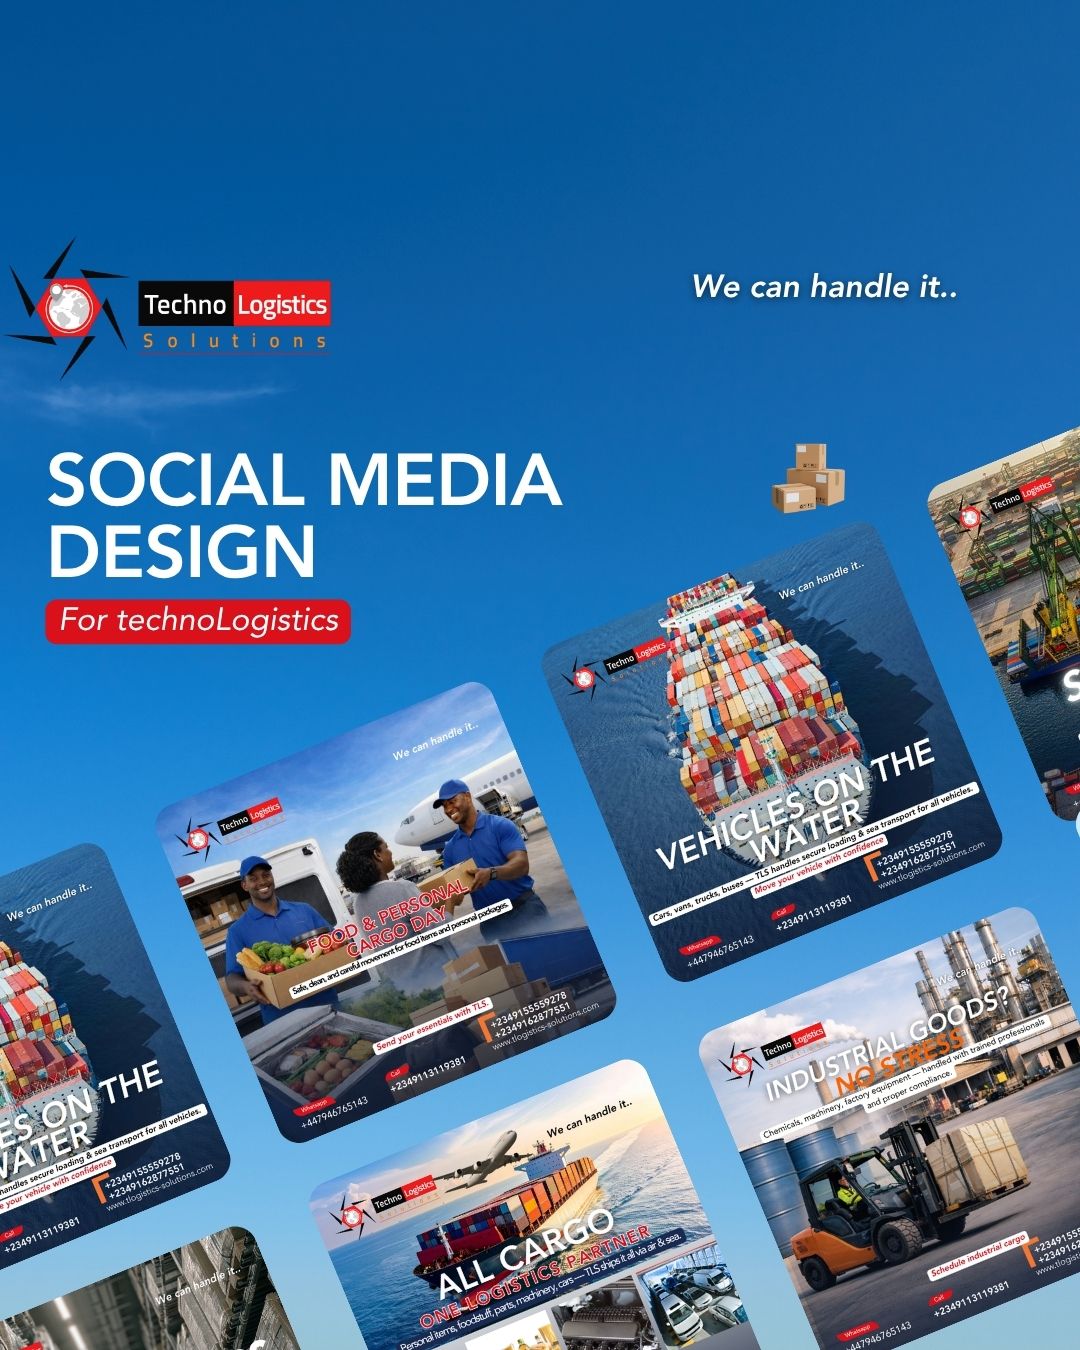 Techno Logistics
Solutions
We can handle it..
SOCIAL MEDIA
DESIGN
For technoLogistics
Techno Logistics
We can handle it..
Techno Logistics
Solutions
VEHICLES ON THE
WATER
Cars, vans, trucks, buses — TLS handles secure loading & sea transport for all vehicles.
Move your vehicle with confidence
+2349155559278
+2349162877551
www.tlogistics-solutions.com
Call
+2349113119381
Whatsapp
+447946765143
We can handle it..
Techno Logistics
FOOD & PERSONAL
CARGO DAY
Safe, clean, and careful movement for food items and personal packages.
Send your essentials with TLS.
+2349155559278
+2349162877551
www.tlogistics-solutions.com
Call
+2349113119381
Whatsapp
+447946765143
We can handle it..
ES ON THE
WATER
handles secure loading & sea transport for all vehicles.
vehicle with confidence
+2349155559278
+2349162877551
www.tlogistics-solutions.com
Call
+2349113119381
We can handle it..
Techno Logistics
Solutions
INDUSTRIAL GOODS?
NO STRESS
Chemicals, machinery, factory equipment — handled with trained professionals
and proper compliance.
Schedule industrial cargo
Call
+2349113119381
Whatsapp
+447946765143
We can handle it..
Techno Logistics
Solutions
ALL CARGO
ONE LOGISTICS PARTNER
Personal items, foodstuff, parts, machinery, cars — TLS ships it all via air & sea.
We can handle it..